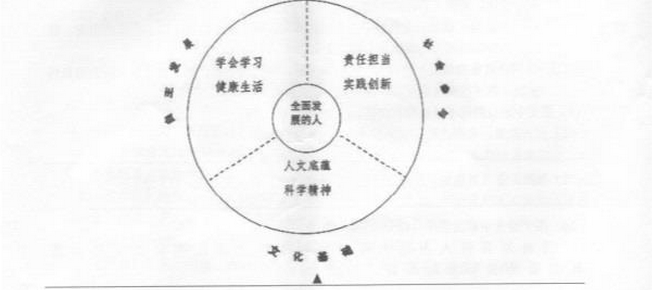 学会学习
健康生活
责任担当
实践创新
全面发
展的人
人文底蕴
科学精神
文化基础